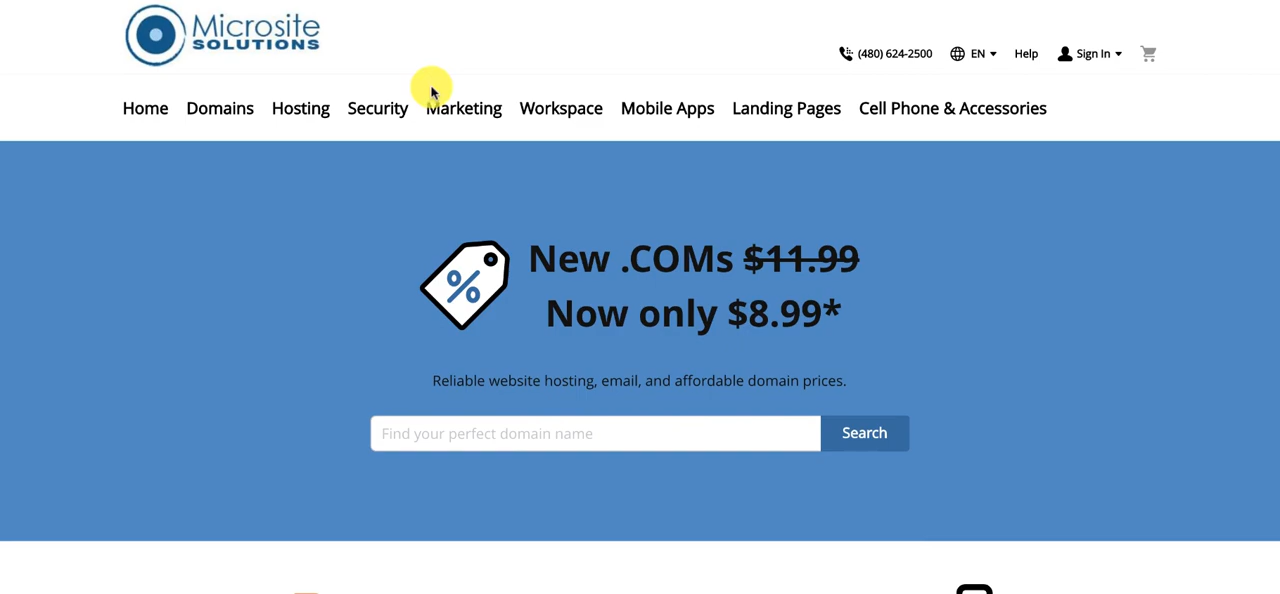 Microsite
SOLUTIONS
(480) 624-2500 EN Help Sign In
Home Domains Hosting Security Marketing Workspace Mobile Apps Landing Pages Cell Phone & Accessories
%
New .COMs $11.99
Now only $8.99*
Reliable website hosting, email, and affordable domain prices.
Find your perfect domain name Search